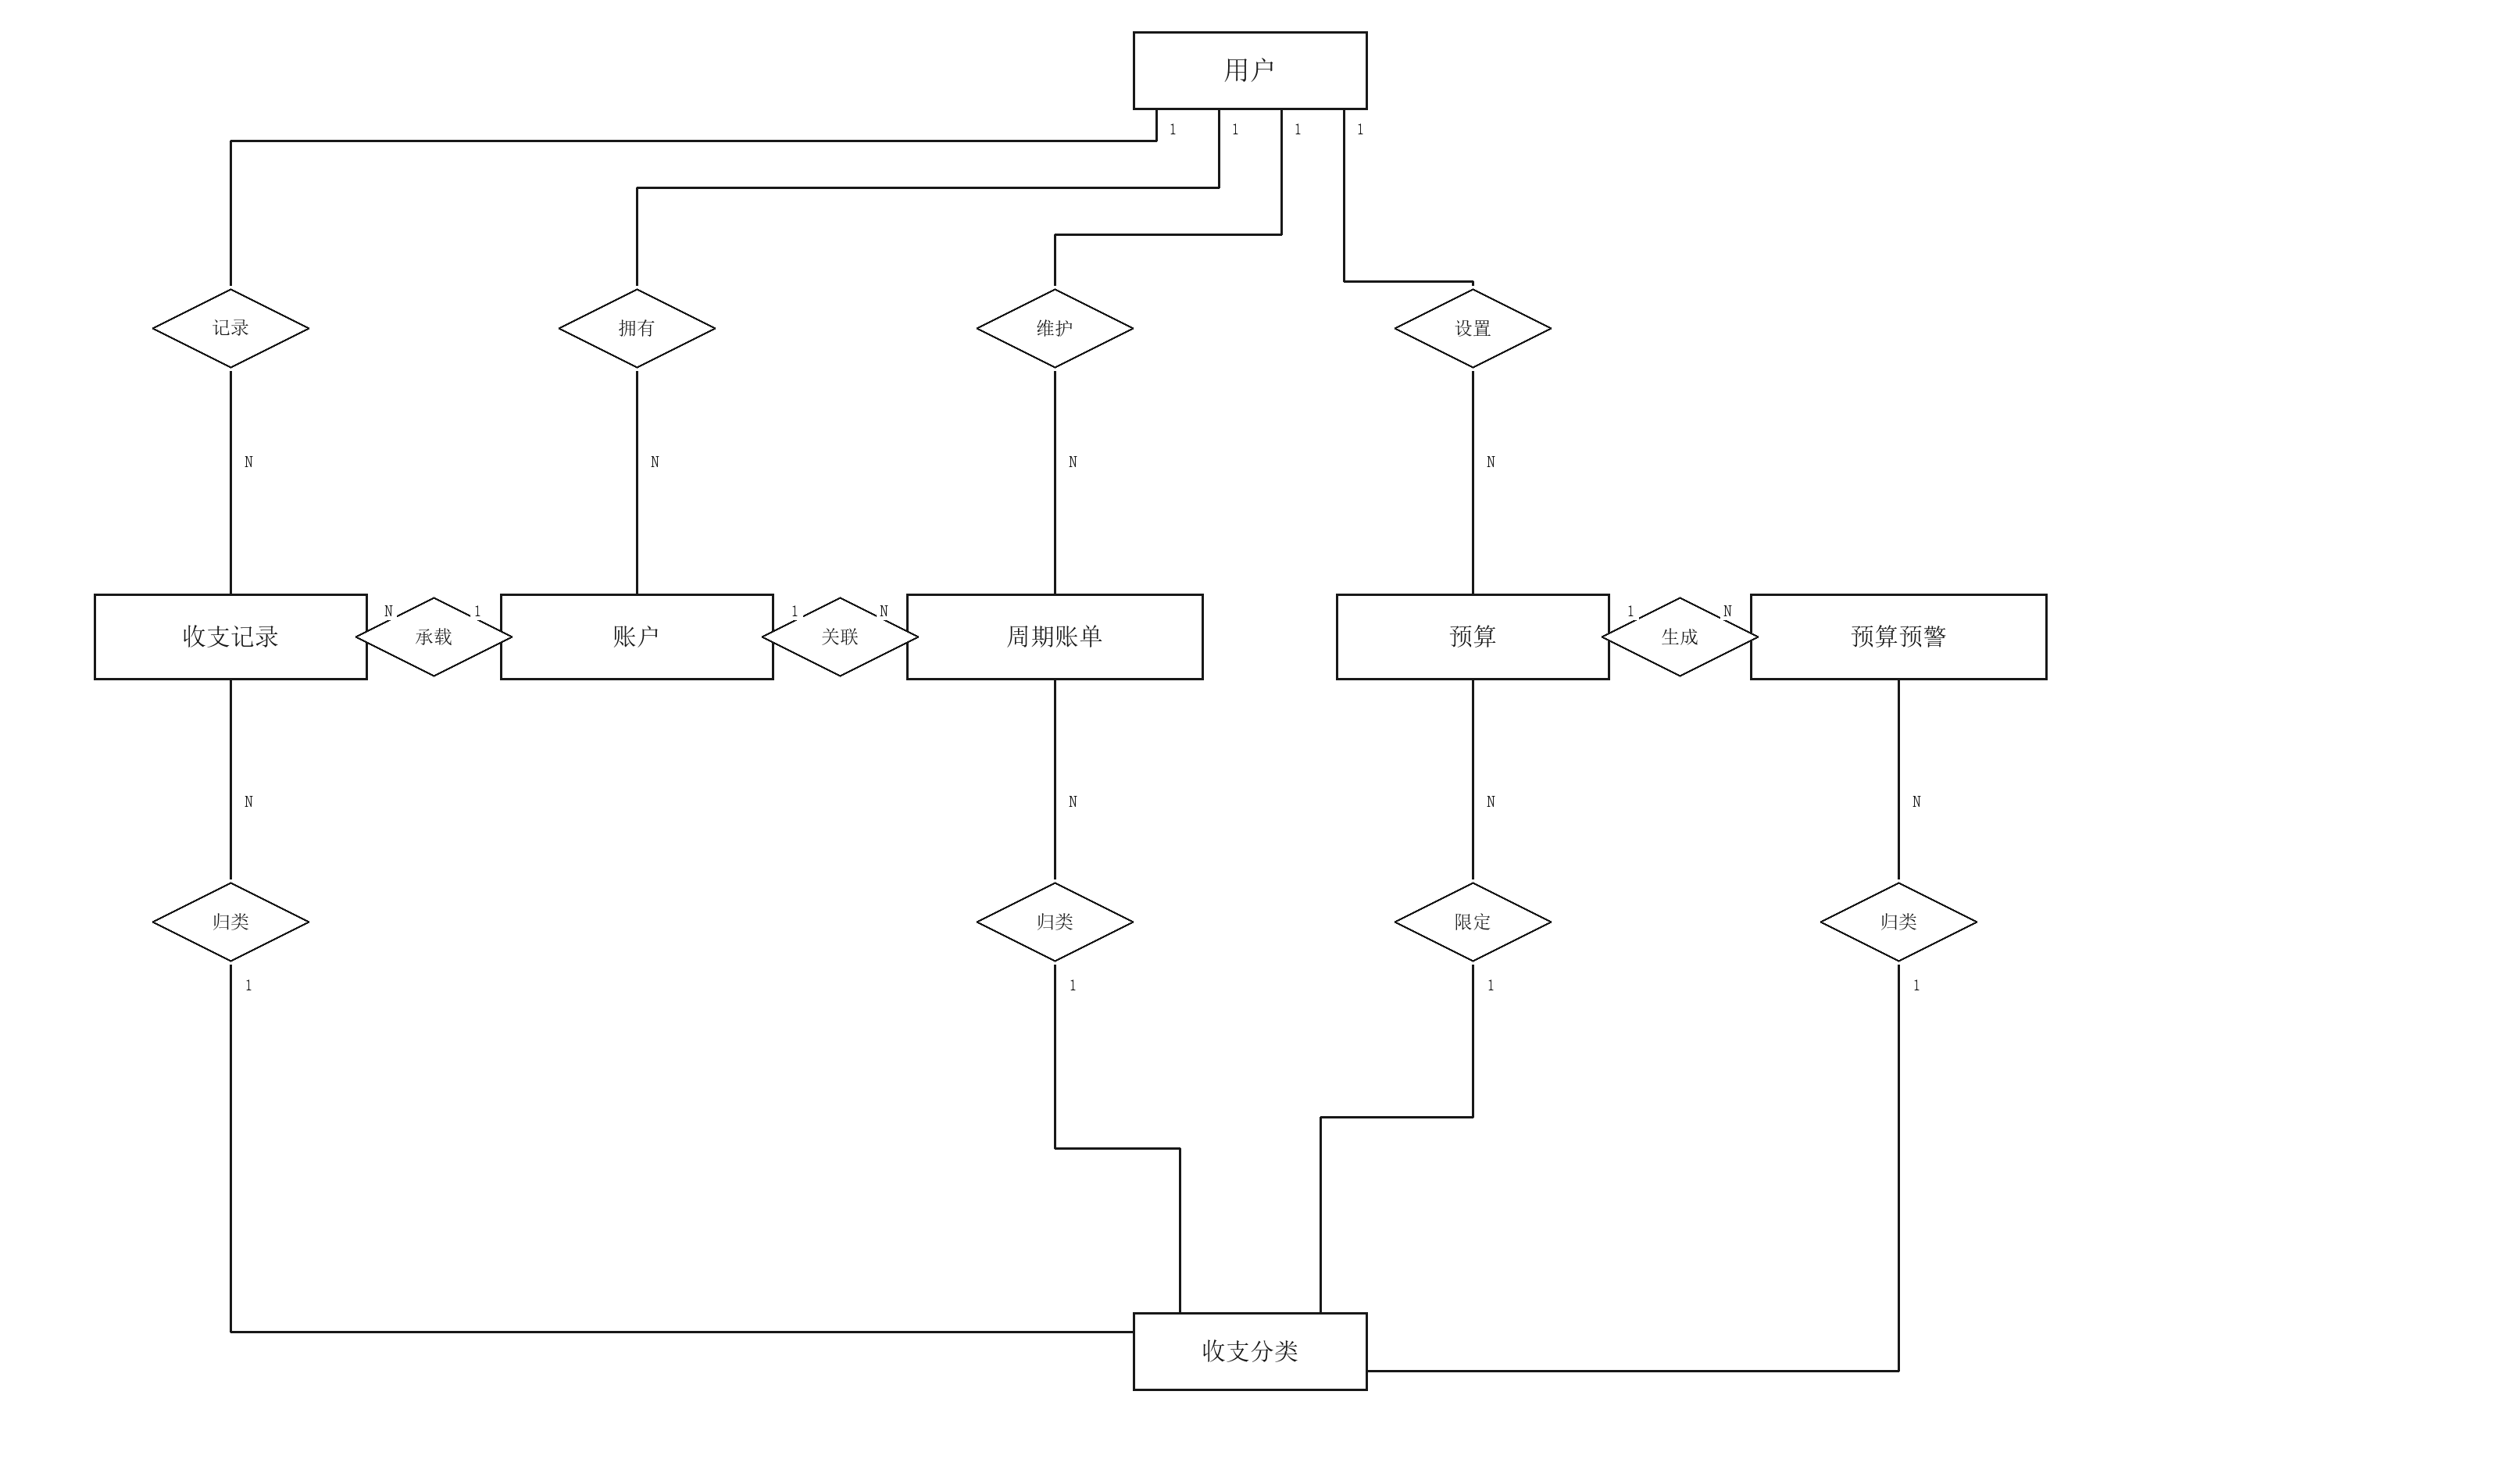 用户
1 1 1 1
记录 拥有 维护 设置
N N N N
N 1 1 N 1 N
收支记录 承载 账户 关联 周期账单 预算 生成 预算预警
N N N N
归类 归类 限定 归类
1 1 1 1
收支分类